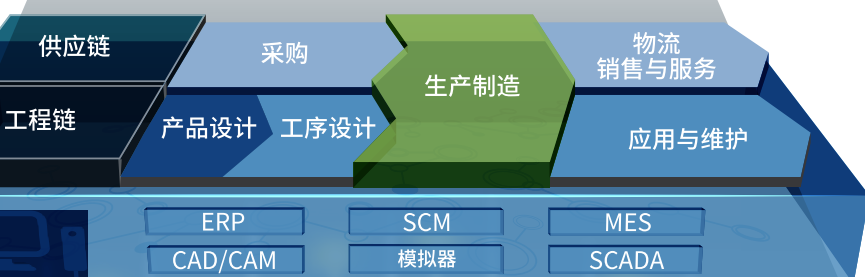 供应链
采购
生产制造
物流
销售与服务
工程链
产品设计
工序设计
应用与维护
ERP
SCM
MES
CAD/CAM
模拟器
SCADA